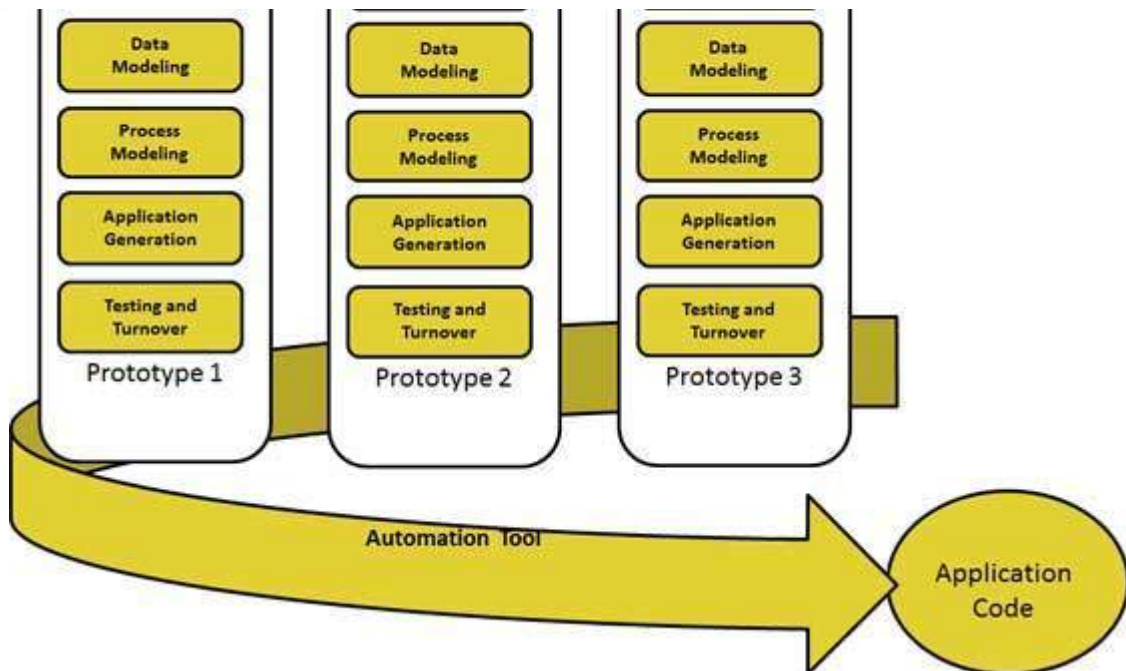 Data
Modeling
Process
Modeling
Application
Generation
Testing and
Turnover
Prototype 1
Data
Modeling
Process
Modeling
Application
Generation
Testing and
Turnover
Prototype 2
Data
Modeling
Process
Modeling
Application
Generation
Testing and
Turnover
Prototype 3
Automation Tool
Application
Code